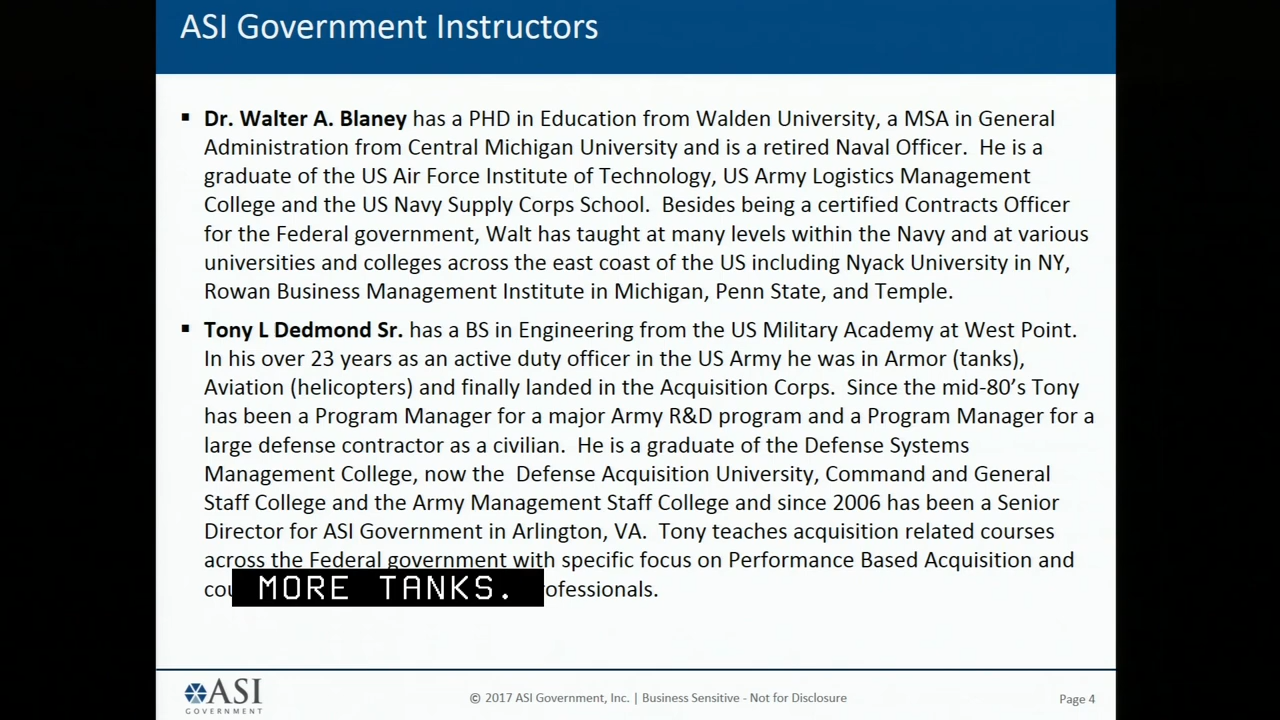 ASI Government Instructors
▪ Dr. Walter A. Blaney has a PHD in Education from Walden University, a MSA in General
Administration from Central Michigan University and is a retired Naval Officer.  He is a
graduate of the US Air Force Institute of Technology, US Army Logistics Management
College and the US Navy Supply Corps School.  Besides being a certified Contracts Officer
for the Federal government, Walt has taught at many levels within the Navy and at various
universities and colleges across the east coast of the US including Nyack University in NY,
Rowan Business Management Institute in Michigan, Penn State, and Temple.
▪ Tony L Dedmond Sr. has a BS in Engineering from the US Military Academy at West Point.
In his over 23 years as an active duty officer in the US Army he was in Armor (tanks),
Aviation (helicopters) and finally landed in the Acquisition Corps.  Since the mid-80's Tony
has been a Program Manager for a major Army R&D program and a Program Manager for a
large defense contractor as a civilian.  He is a graduate of the Defense Systems
Management College, now the  Defense Acquisition University, Command and General
Staff College and the Army Management Staff College and since 2006 has been a Senior
Director for ASI Government in Arlington, VA.  Tony teaches acquisition related courses
across the Federal government with specific focus on Performance Based Acquisition and
MORE TANKS.
ASI
GOVERNMENT
© 2017 ASI Government, Inc. | Business Sensitive - Not for Disclosure
Page 4